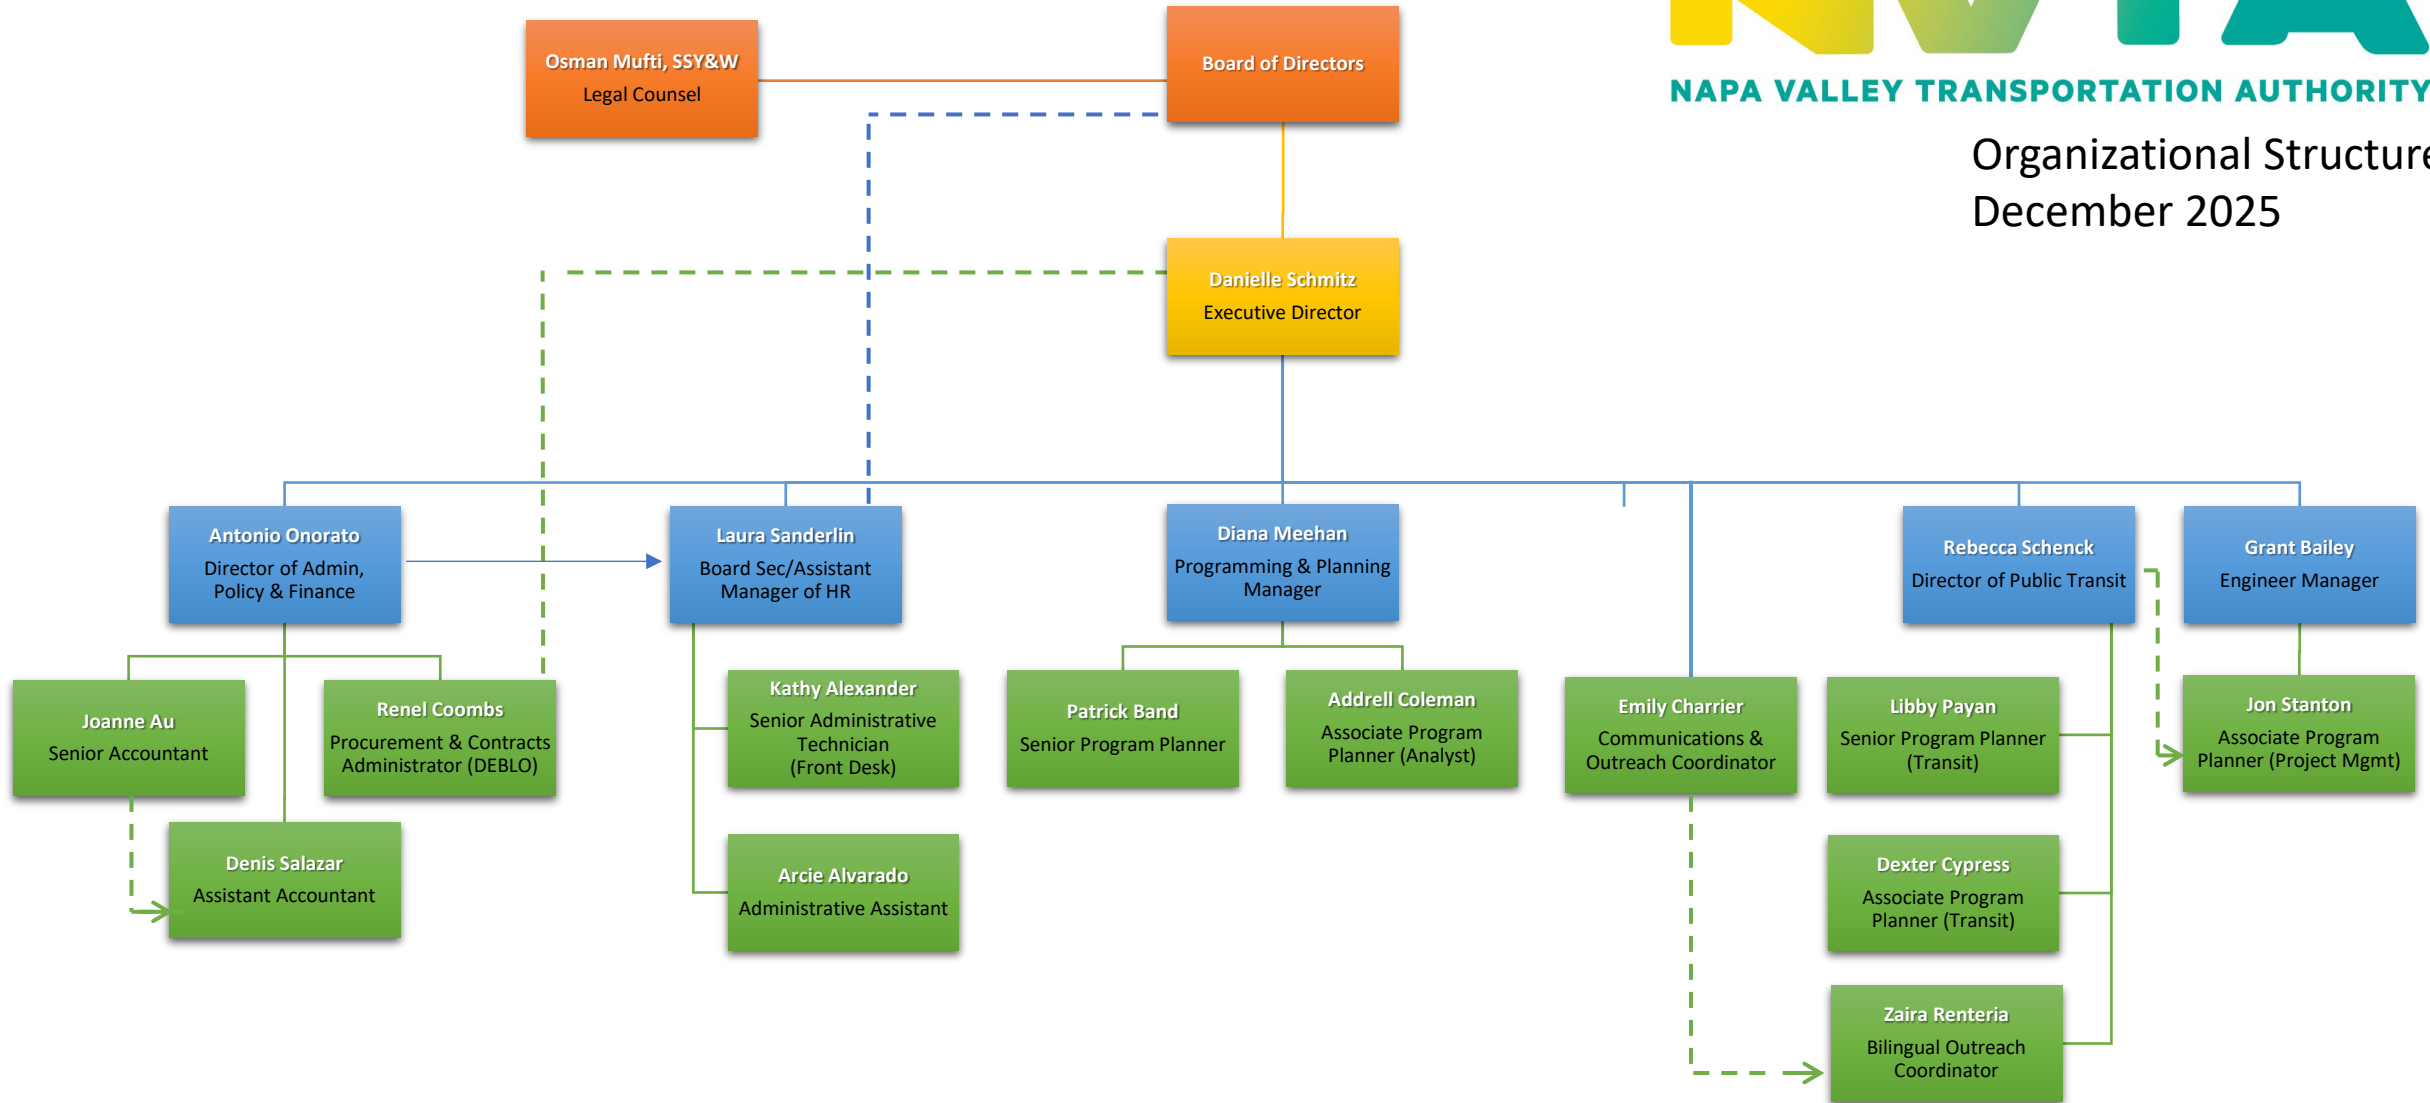 NVTA
NAPA VALLEY TRANSPORTATION AUTHORITY
Organizational Structure
December 2025
Osman Mufti, SSY&W
Legal Counsel
Board of Directors
Danielle Schmitz
Executive Director
Antonio Onorato
Director of Admin,
Policy & Finance
Laura Sanderlin
Board Sec/Assistant
Manager of HR
Diana Meehan
Programming & Planning
Manager
Rebecca Schenck
Director of Public Transit
Grant Bailey
Engineer Manager
Joanne Au
Senior Accountant
Renel Coombs
Procurement & Contracts
Administrator (DEBLO)
Denis Salazar
Assistant Accountant
Kathy Alexander
Senior Administrative
Technician
(Front Desk)
Arcie Alvarado
Administrative Assistant
Patrick Band
Senior Program Planner
Addrell Coleman
Associate Program
Planner (Analyst)
Emily Charrier
Communications &
Outreach Coordinator
Libby Payan
Senior Program Planner
(Transit)
Dexter Cypress
Associate Program
Planner (Transit)
Zaira Renteria
Bilingual Outreach
Coordinator
Jon Stanton
Associate Program
Planner (Project Mgmt)